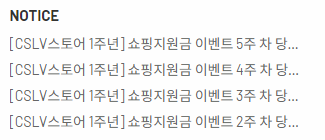 NOTICE
[CSLV스토어 1주년] 쇼핑지원금 이벤트 5주 차 당...
[CSLV스토어 1주년] 쇼핑지원금 이벤트 4주 차 당...
[CSLV스토어 1주년] 쇼핑지원금 이벤트 3주 차 당...
[CSLV스토어 1주년] 쇼핑지원금 이벤트 2주 차 당...